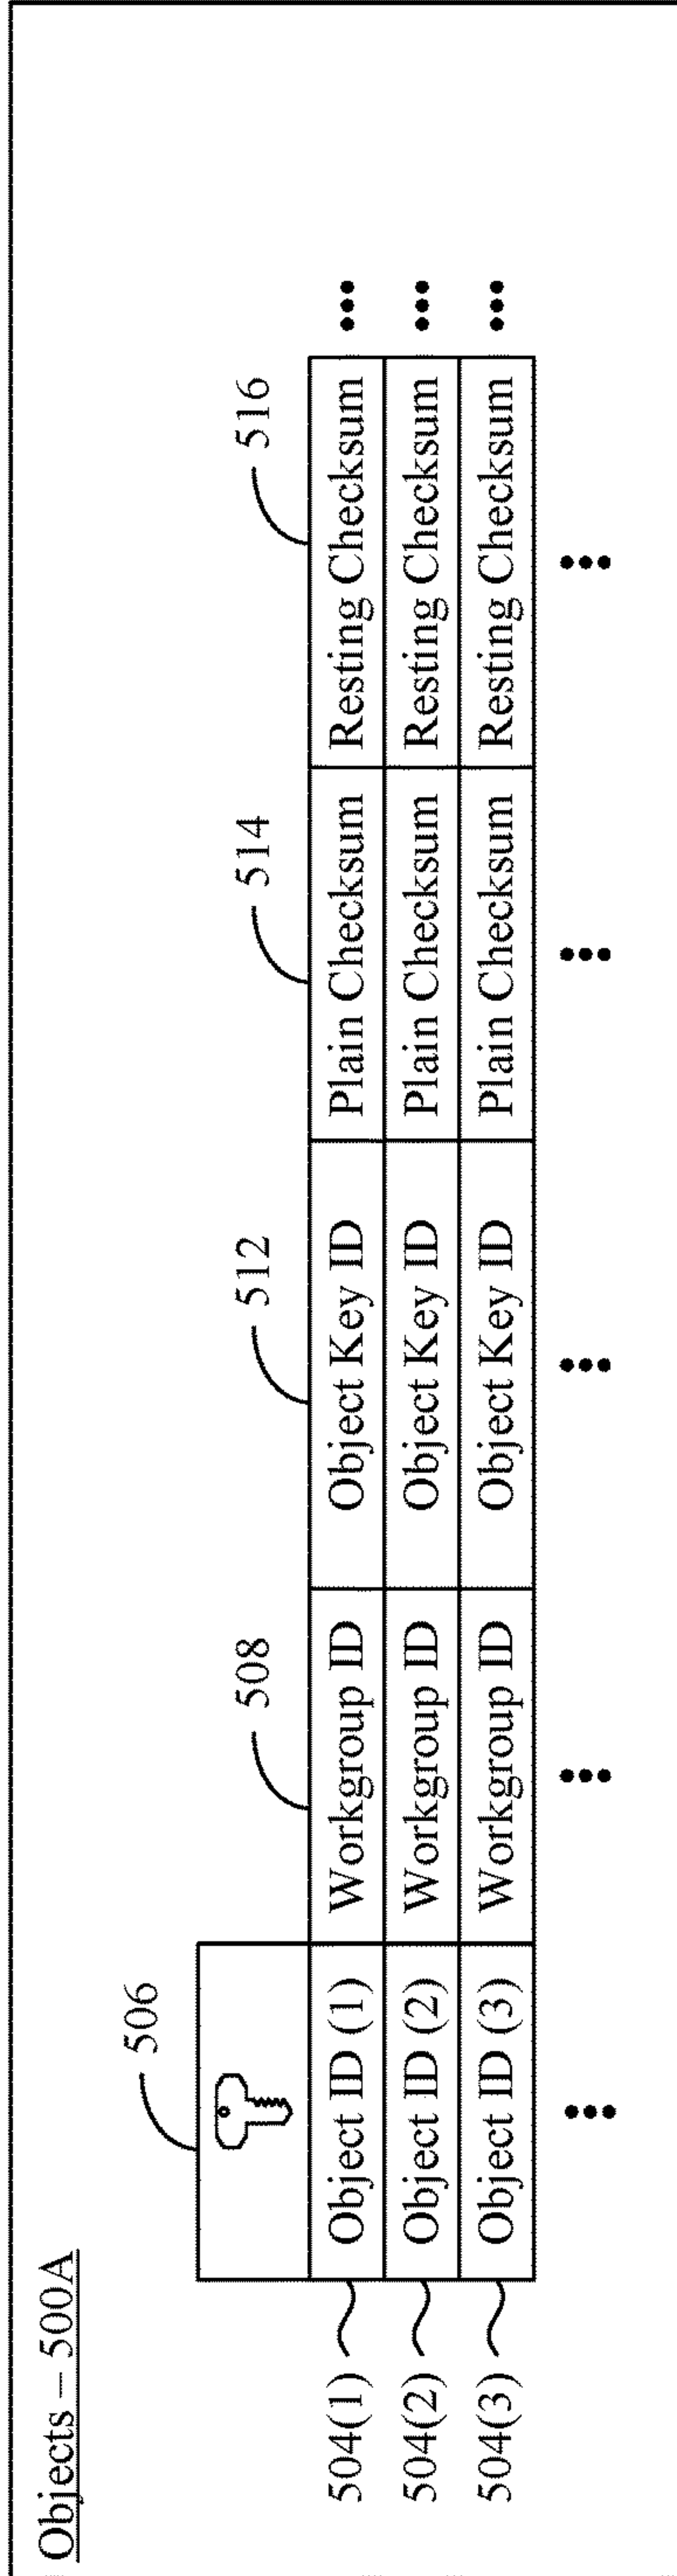 Objects – 500A
506
508
512
514
516
504(1) Object ID (1) Workgroup ID Object Key ID Plain Checksum Resting Checksum •••
504(2) Object ID (2) Workgroup ID Object Key ID Plain Checksum Resting Checksum •••
504(3) Object ID (3) Workgroup ID Object Key ID Plain Checksum Resting Checksum •••
••• ••• ••• ••• •••